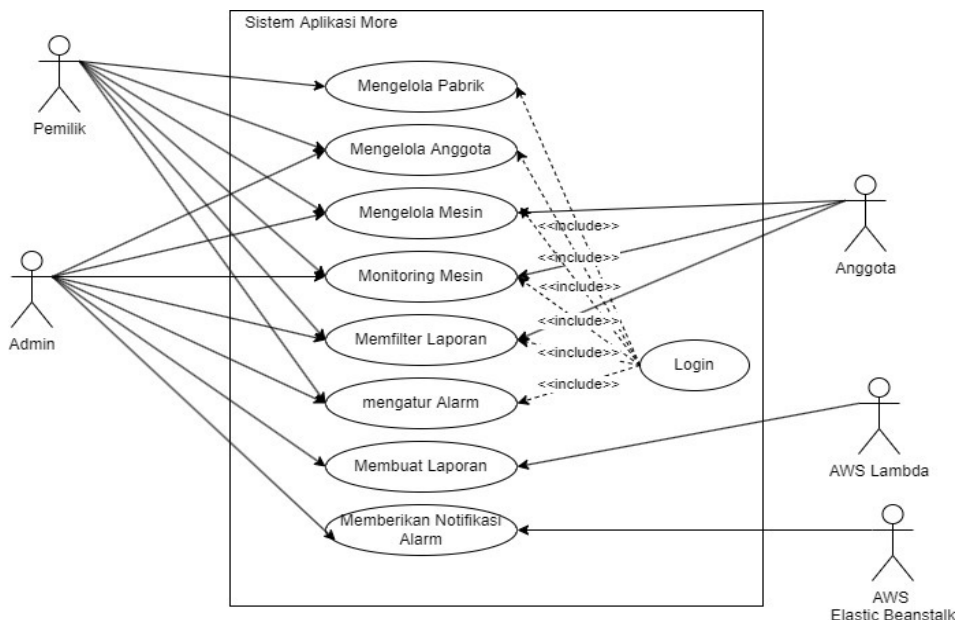 Sistem Aplikasi More
Pemilik
Mengelola Pabrik
Mengelola Anggota
Mengelola Mesin
<<include>>
Anggota
Monitoring Mesin
<<include>>
<<include>>
Admin
Memfilter Laporan
<<include>>
<<include>>
Login
mengatur Alarm
<<include>>
Membuat Laporan
AWS Lambda
Memberikan Notifikasi
Alarm
AWS
Elastic Beanstalk